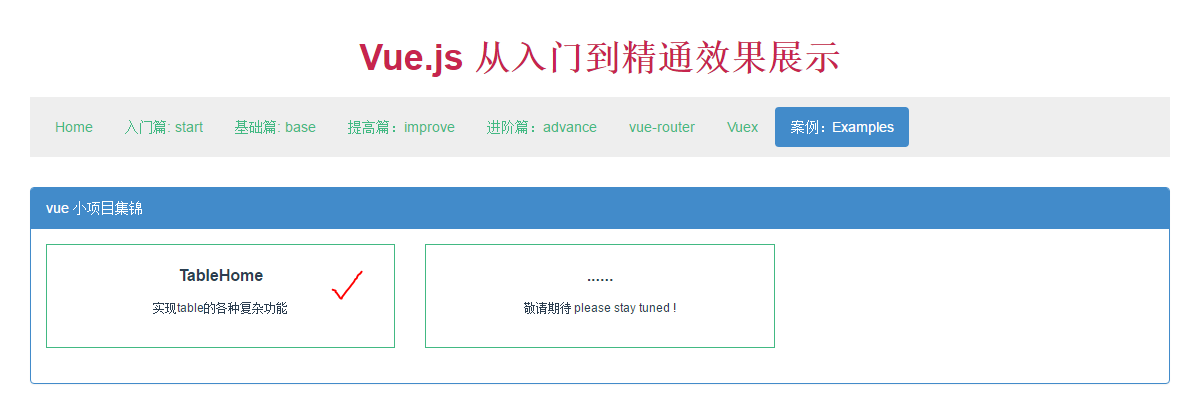 Vue.js 从入门到精通效果展示
Home 入门篇: start 基础篇: base 提高篇：improve 进阶篇：advance vue-router Vuex 案例：Examples
vue 小项目集锦
TableHome
实现table的各种复杂功能
......
敬请期待 please stay tuned !